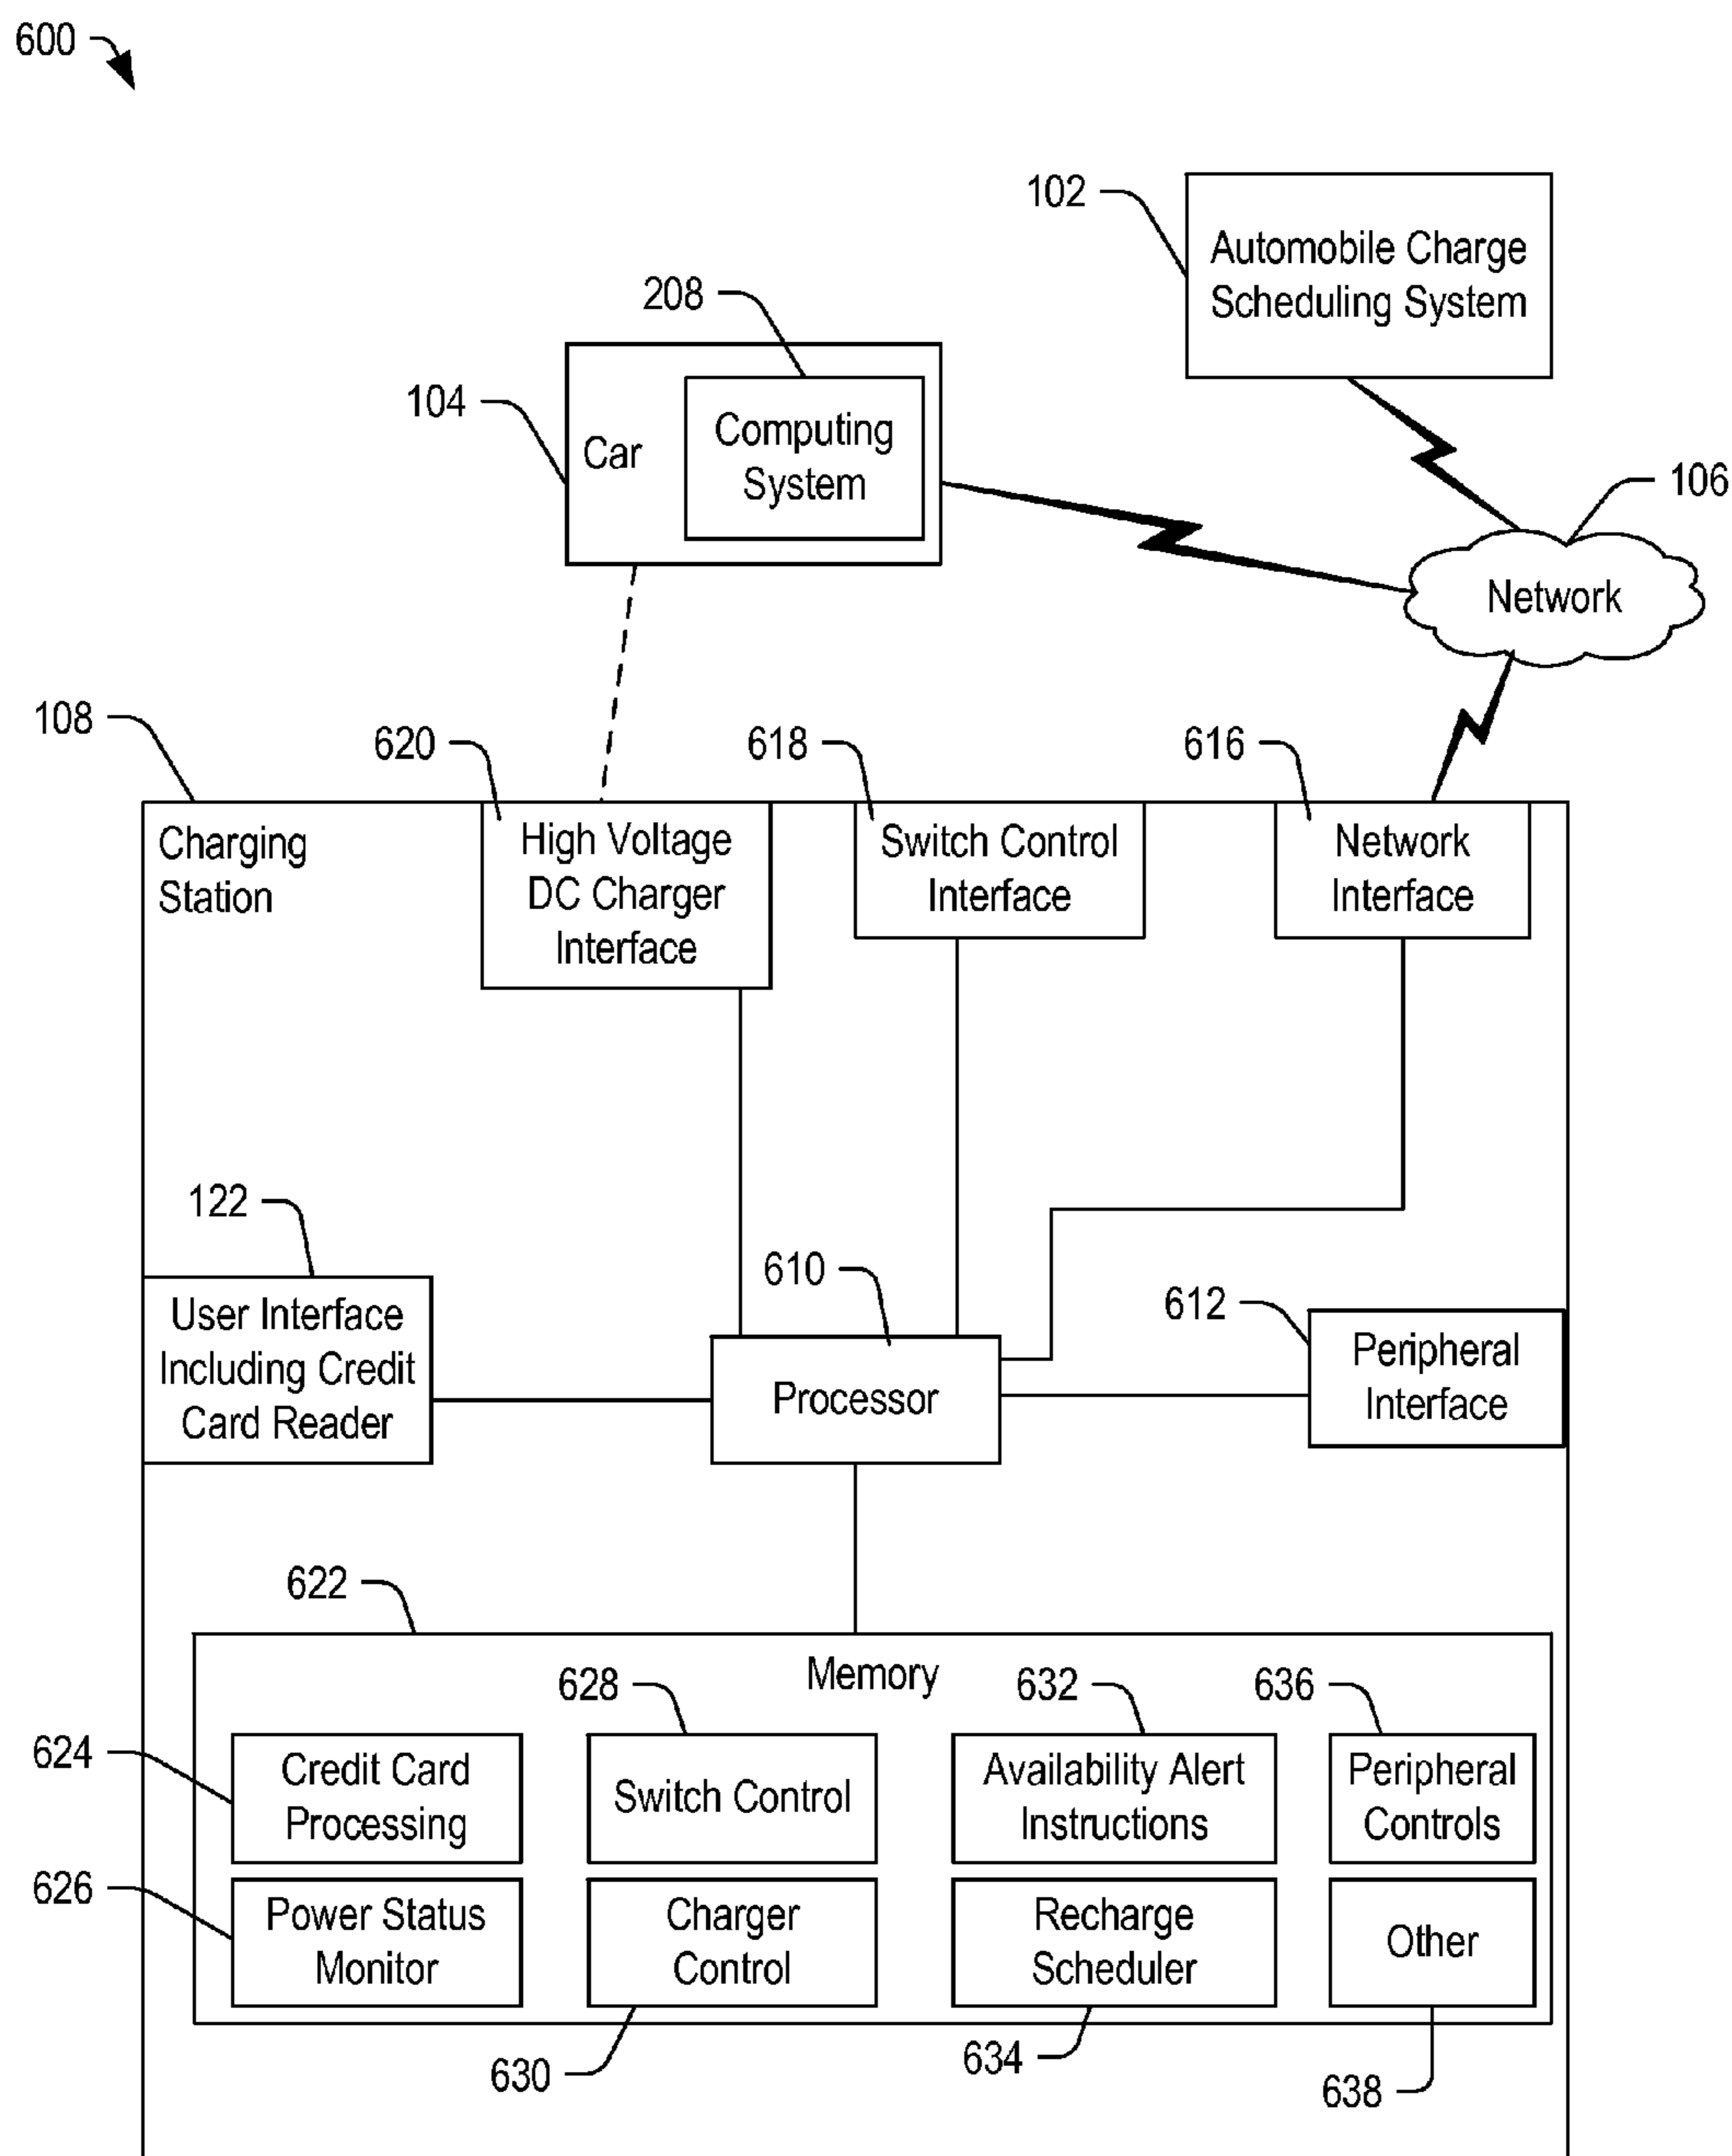 600
102
Automobile Charge
Scheduling System
208
104
Car
Computing
System
106
Network
108
620
618
616
Charging
Station
High Voltage
DC Charger
Interface
Switch Control
Interface
Network
Interface
122
610
612
User Interface
Including Credit
Card Reader
Processor
Peripheral
Interface
622
Memory
628
632
636
624
Credit Card
Processing
Switch Control
Availability Alert
Instructions
Peripheral
Controls
626
Power Status
Monitor
Charger
Control
Recharge
Scheduler
Other
630
634
638